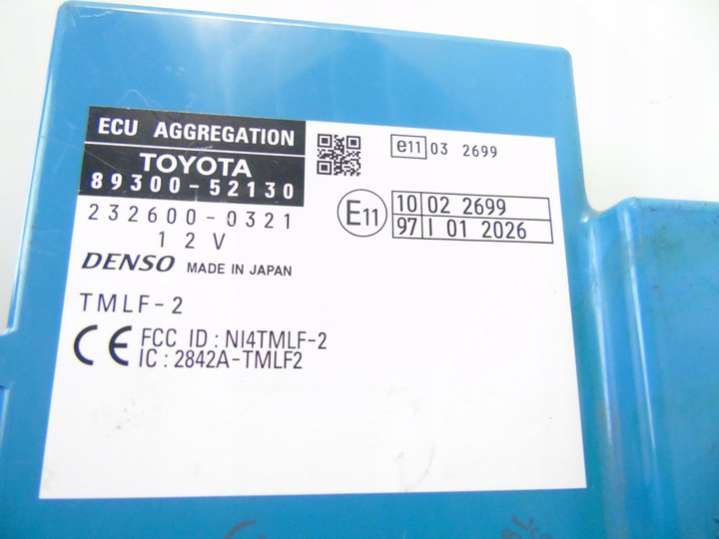 ECU AGGREGATION
TOYOTA
89300-52130
232600-0321
12V
DENSO MADE IN JAPAN
TMLF-2
CE FCC ID : NI4TMLF-2
IC : 2842A-TMLF2
e11 03 2699
E11
10 02 2699
97 I 01 2026